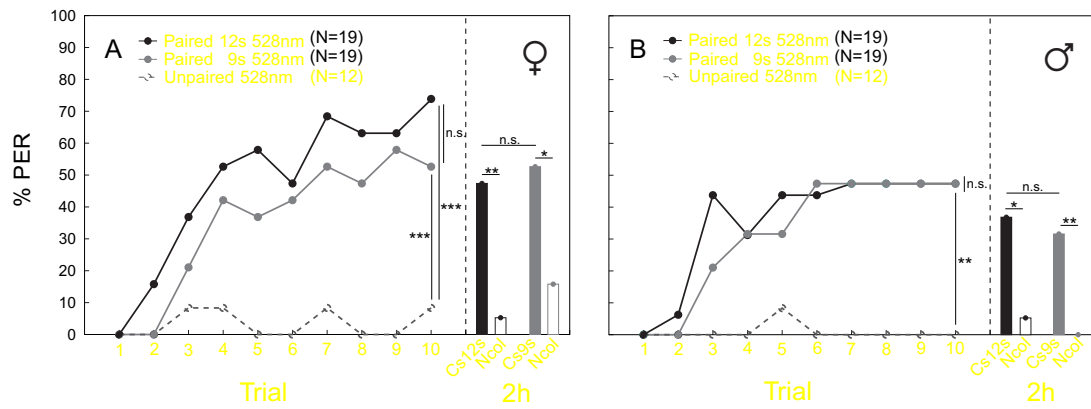 % PER
100
90
80
70
60
50
40
30
20
10
0
A
Paired 12s 528nm (N=19)
Paired 9s 528nm (N=19)
Unpaired 528nm (N=12)
♀
n.s.
***
***
n.s.
**
*
1 2 3 4 5 6 7 8 9 10
Cs12s Ncol Cs9s Ncol
Trial
2h
B
Paired 12s 528nm (N=19)
Paired 9s 528nm (N=19)
Unpaired 528nm (N=12)
♂
n.s.
**
n.s.
*
**
1 2 3 4 5 6 7 8 9 10
Cs12s Ncol Cs9s Ncol
Trial
2h